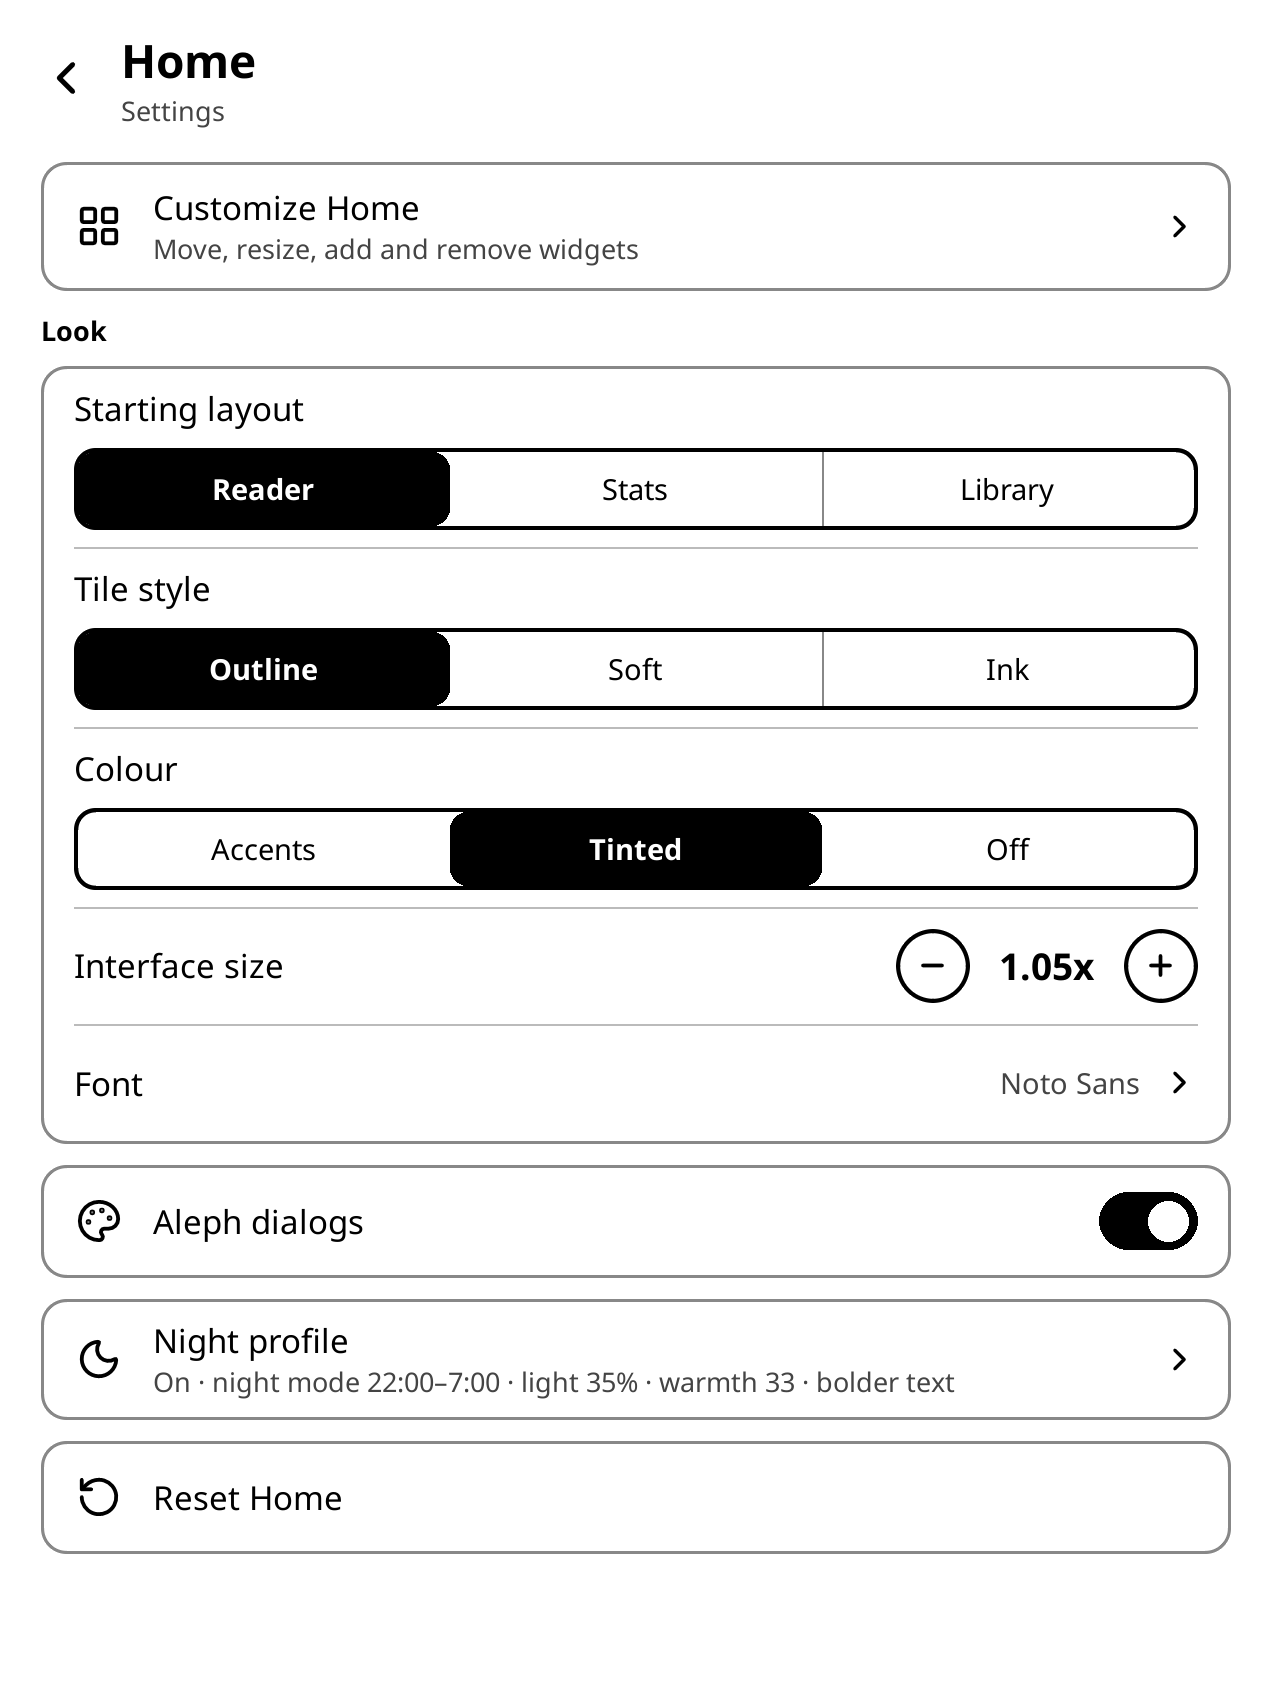 Home
Settings
Customize Home
Move, resize, add and remove widgets
Look
Starting layout
Reader Stats Library
Tile style
Outline Soft Ink
Colour
Accents Tinted Off
Interface size − 1.05x +
Font Noto Sans
Aleph dialogs
Night profile
On · night mode 22:00–7:00 · light 35% · warmth 33 · bolder text
Reset Home